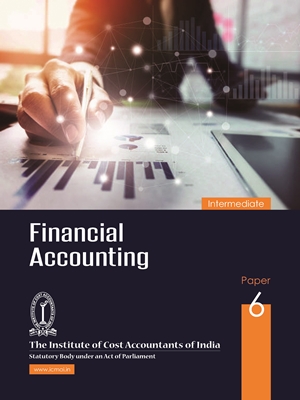 Intermediate
Financial
Accounting
Paper
6
The Institute of Cost Accountants of India
Statutory Body under an Act of Parliament
www.icmai.in